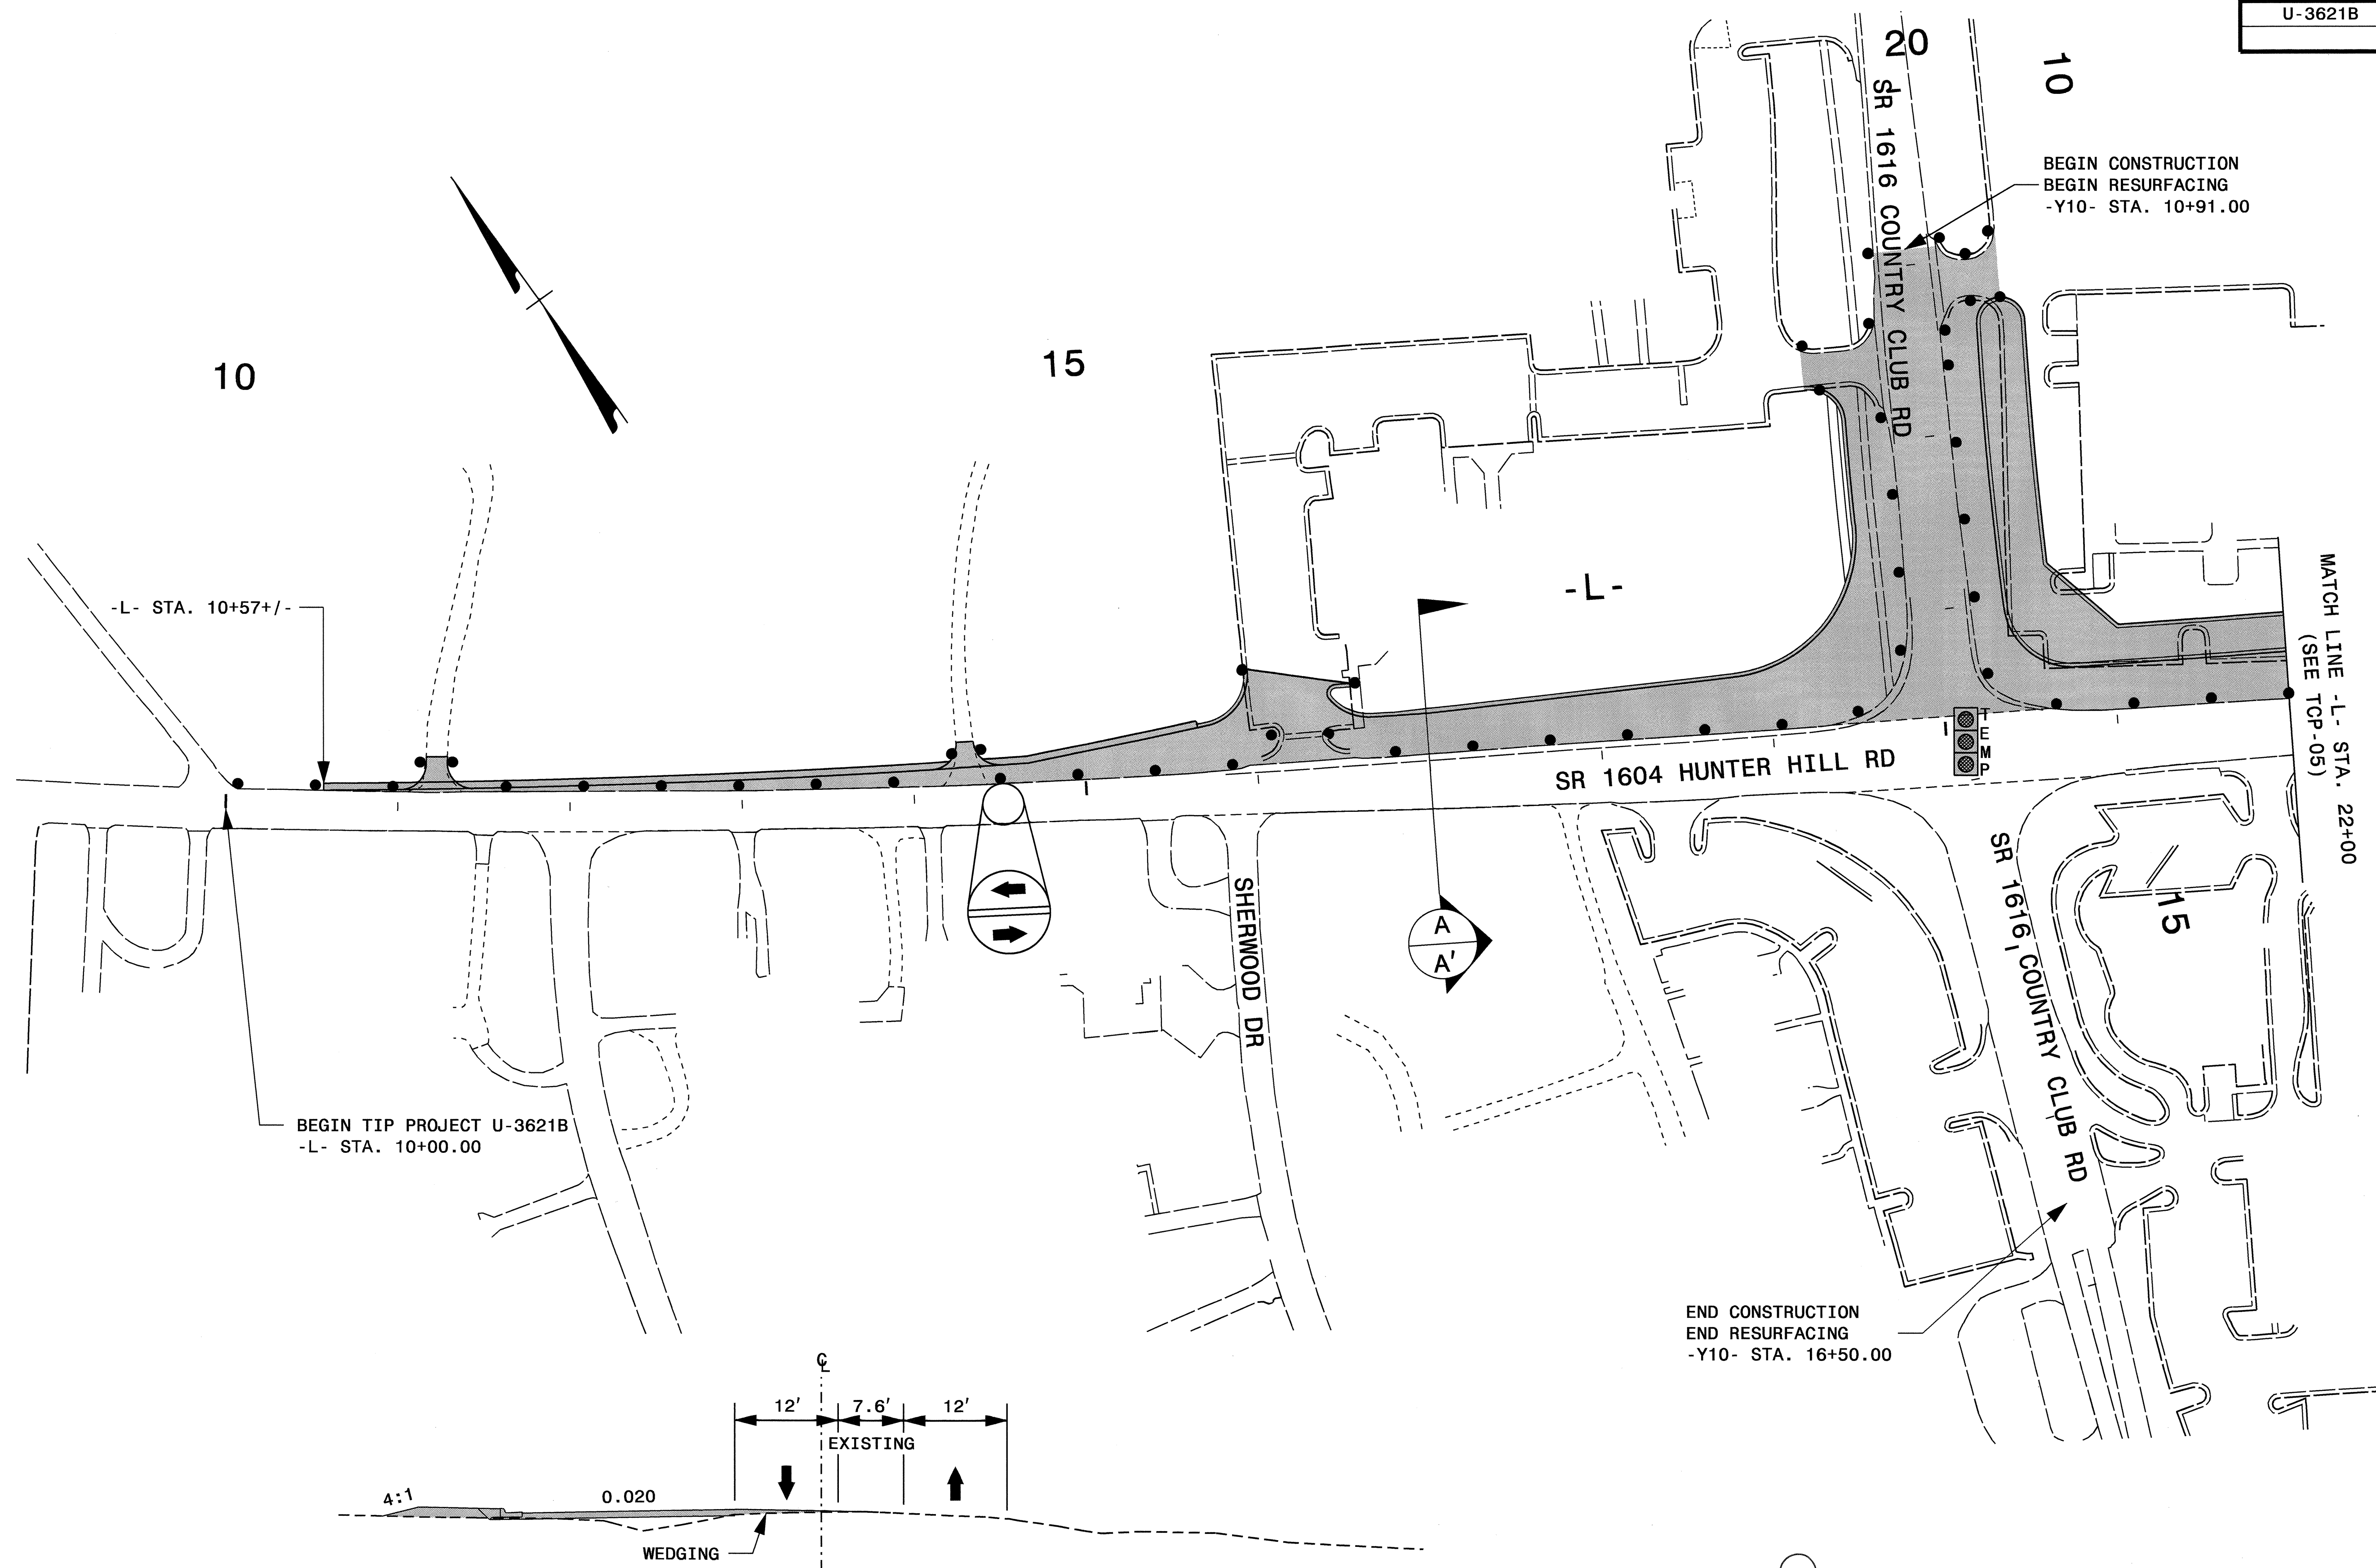 U-3621B
20
10
SR 1616 COUNTRY CLUB RD
BEGIN CONSTRUCTION
BEGIN RESURFACING
-Y10- STA. 10+91.00
10
15
-L- STA. 10+57+/-
-L-
MATCH LINE -L- STA. 22+00
(SEE TCP-05)
TEMP
SR 1604 HUNTER HILL RD
SHERWOOD DR
A
A'
SR 1616 COUNTRY CLUB RD
15
BEGIN TIP PROJECT U-3621B
-L- STA. 10+00.00
END CONSTRUCTION
END RESURFACING
-Y10- STA. 16+50.00
℄
12' 7.6' 12'
EXISTING
4:1
0.020
WEDGING